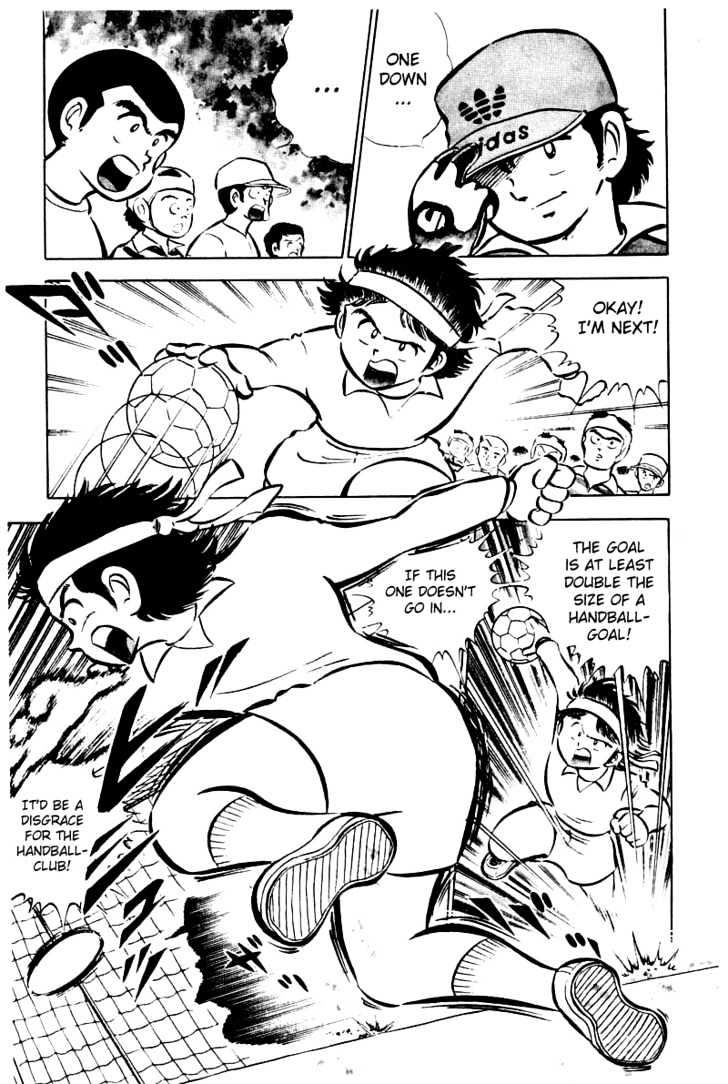 ONE
DOWN
...
...
adidas
OKAY!
I'M NEXT!
THE GOAL
IS AT LEAST
DOUBLE THE
SIZE OF A
HANDBALL-
GOAL!
IF THIS
ONE DOESN'T
GO IN...
IT'D BE A
DISGRACE
FOR THE
HANDBALL-
CLUB!